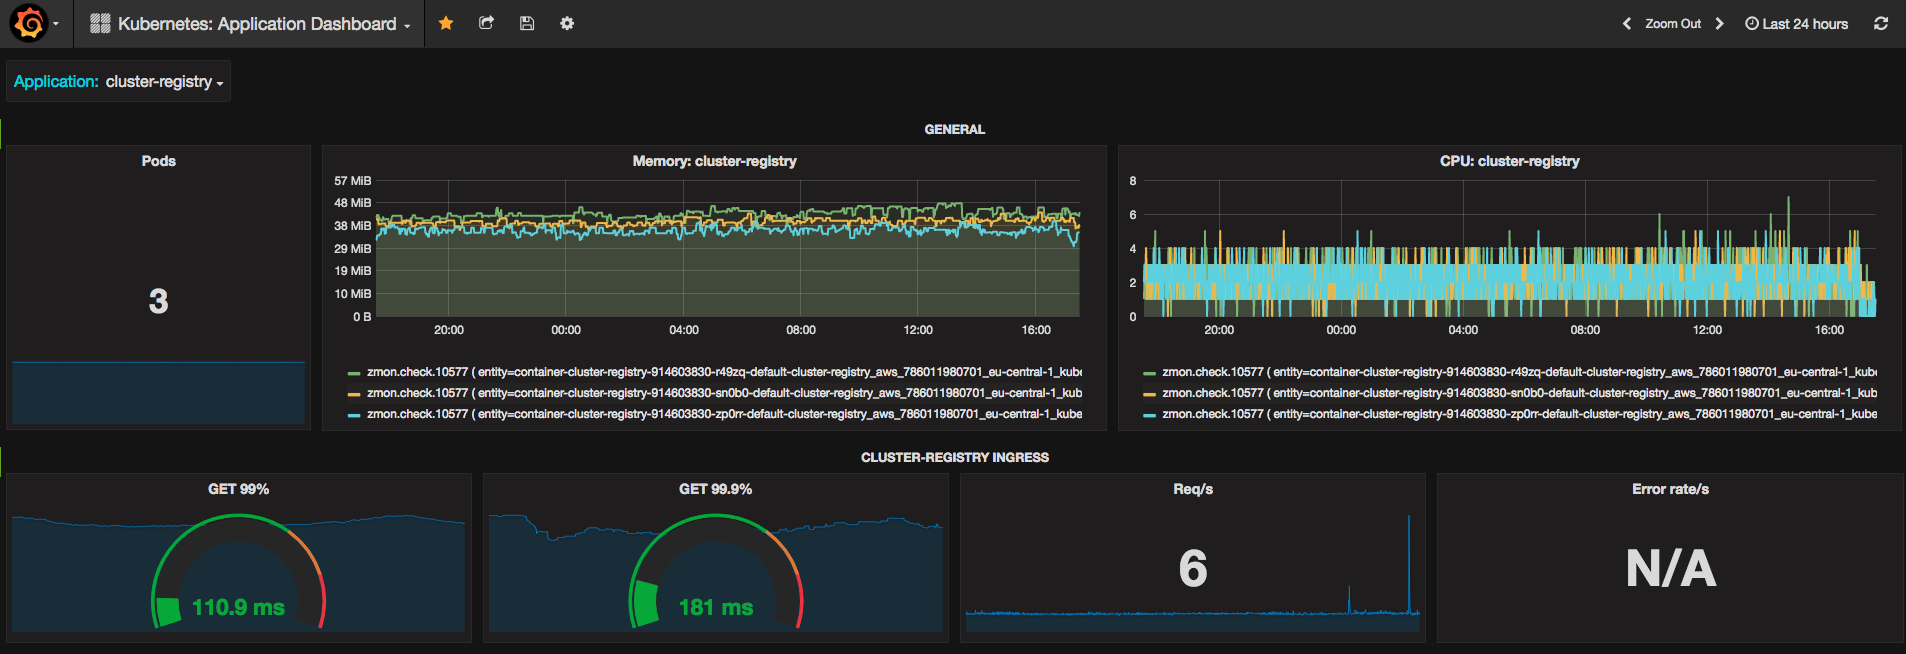 Kubernetes: Application Dashboard
Zoom Out
Last 24 hours
Application: cluster-registry
GENERAL
Pods
3
Memory: cluster-registry
57 MiB
48 MiB
38 MiB
29 MiB
19 MiB
10 MiB
0 B
20:00 00:00 04:00 08:00 12:00 16:00
zmon.check.10577 ( entity=container-cluster-registry-914603830-r49zq-default-cluster-registry_aws_786011980701_eu-central-1_kube
zmon.check.10577 ( entity=container-cluster-registry-914603830-sn0b0-default-cluster-registry_aws_786011980701_eu-central-1_kube
zmon.check.10577 ( entity=container-cluster-registry-914603830-zp0rr-default-cluster-registry_aws_786011980701_eu-central-1_kube
CPU: cluster-registry
8
6
4
2
0
20:00 00:00 04:00 08:00 12:00 16:00
zmon.check.10577 ( entity=container-cluster-registry-914603830-r49zq-default-cluster-registry_aws_786011980701_eu-central-1_kube
zmon.check.10577 ( entity=container-cluster-registry-914603830-sn0b0-default-cluster-registry_aws_786011980701_eu-central-1_kube
zmon.check.10577 ( entity=container-cluster-registry-914603830-zp0rr-default-cluster-registry_aws_786011980701_eu-central-1_kube
CLUSTER-REGISTRY INGRESS
GET 99%
110.9 ms
GET 99.9%
181 ms
Req/s
6
Error rate/s
N/A